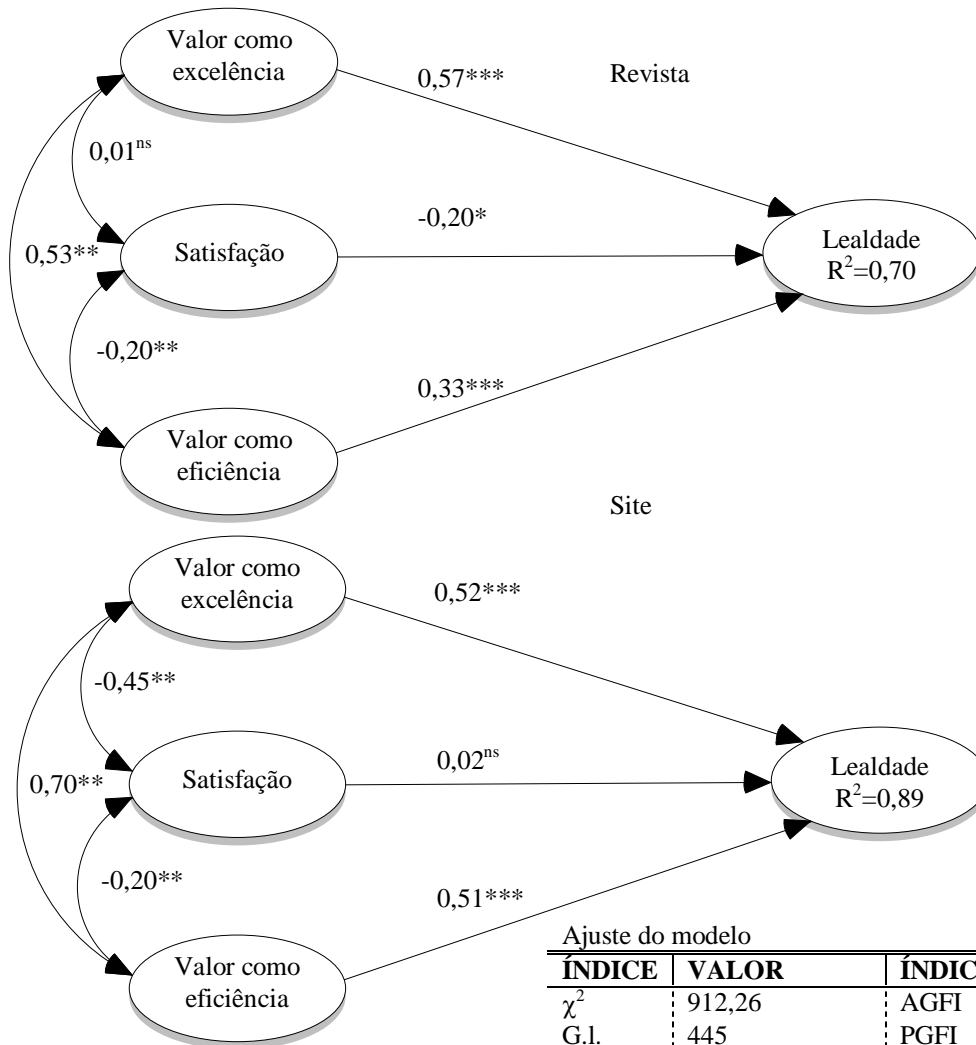 Valor como
excelência
0,57***
Revista
0,01ns
-0,20*
0,53**
Satisfação
Lealdade
R2=0,70
-0,20**
0,33***
Valor como
eficiência
Site
Valor como
excelência
0,52***
-0,45**
0,02ns
0,70**
Satisfação
Lealdade
R2=0,89
-0,20**
0,51***
Valor como
eficiência
Ajuste do modelo
ÍNDICE VALOR ÍNDIC
χ2 912,26 AGFI
G.l. 445 PGFI